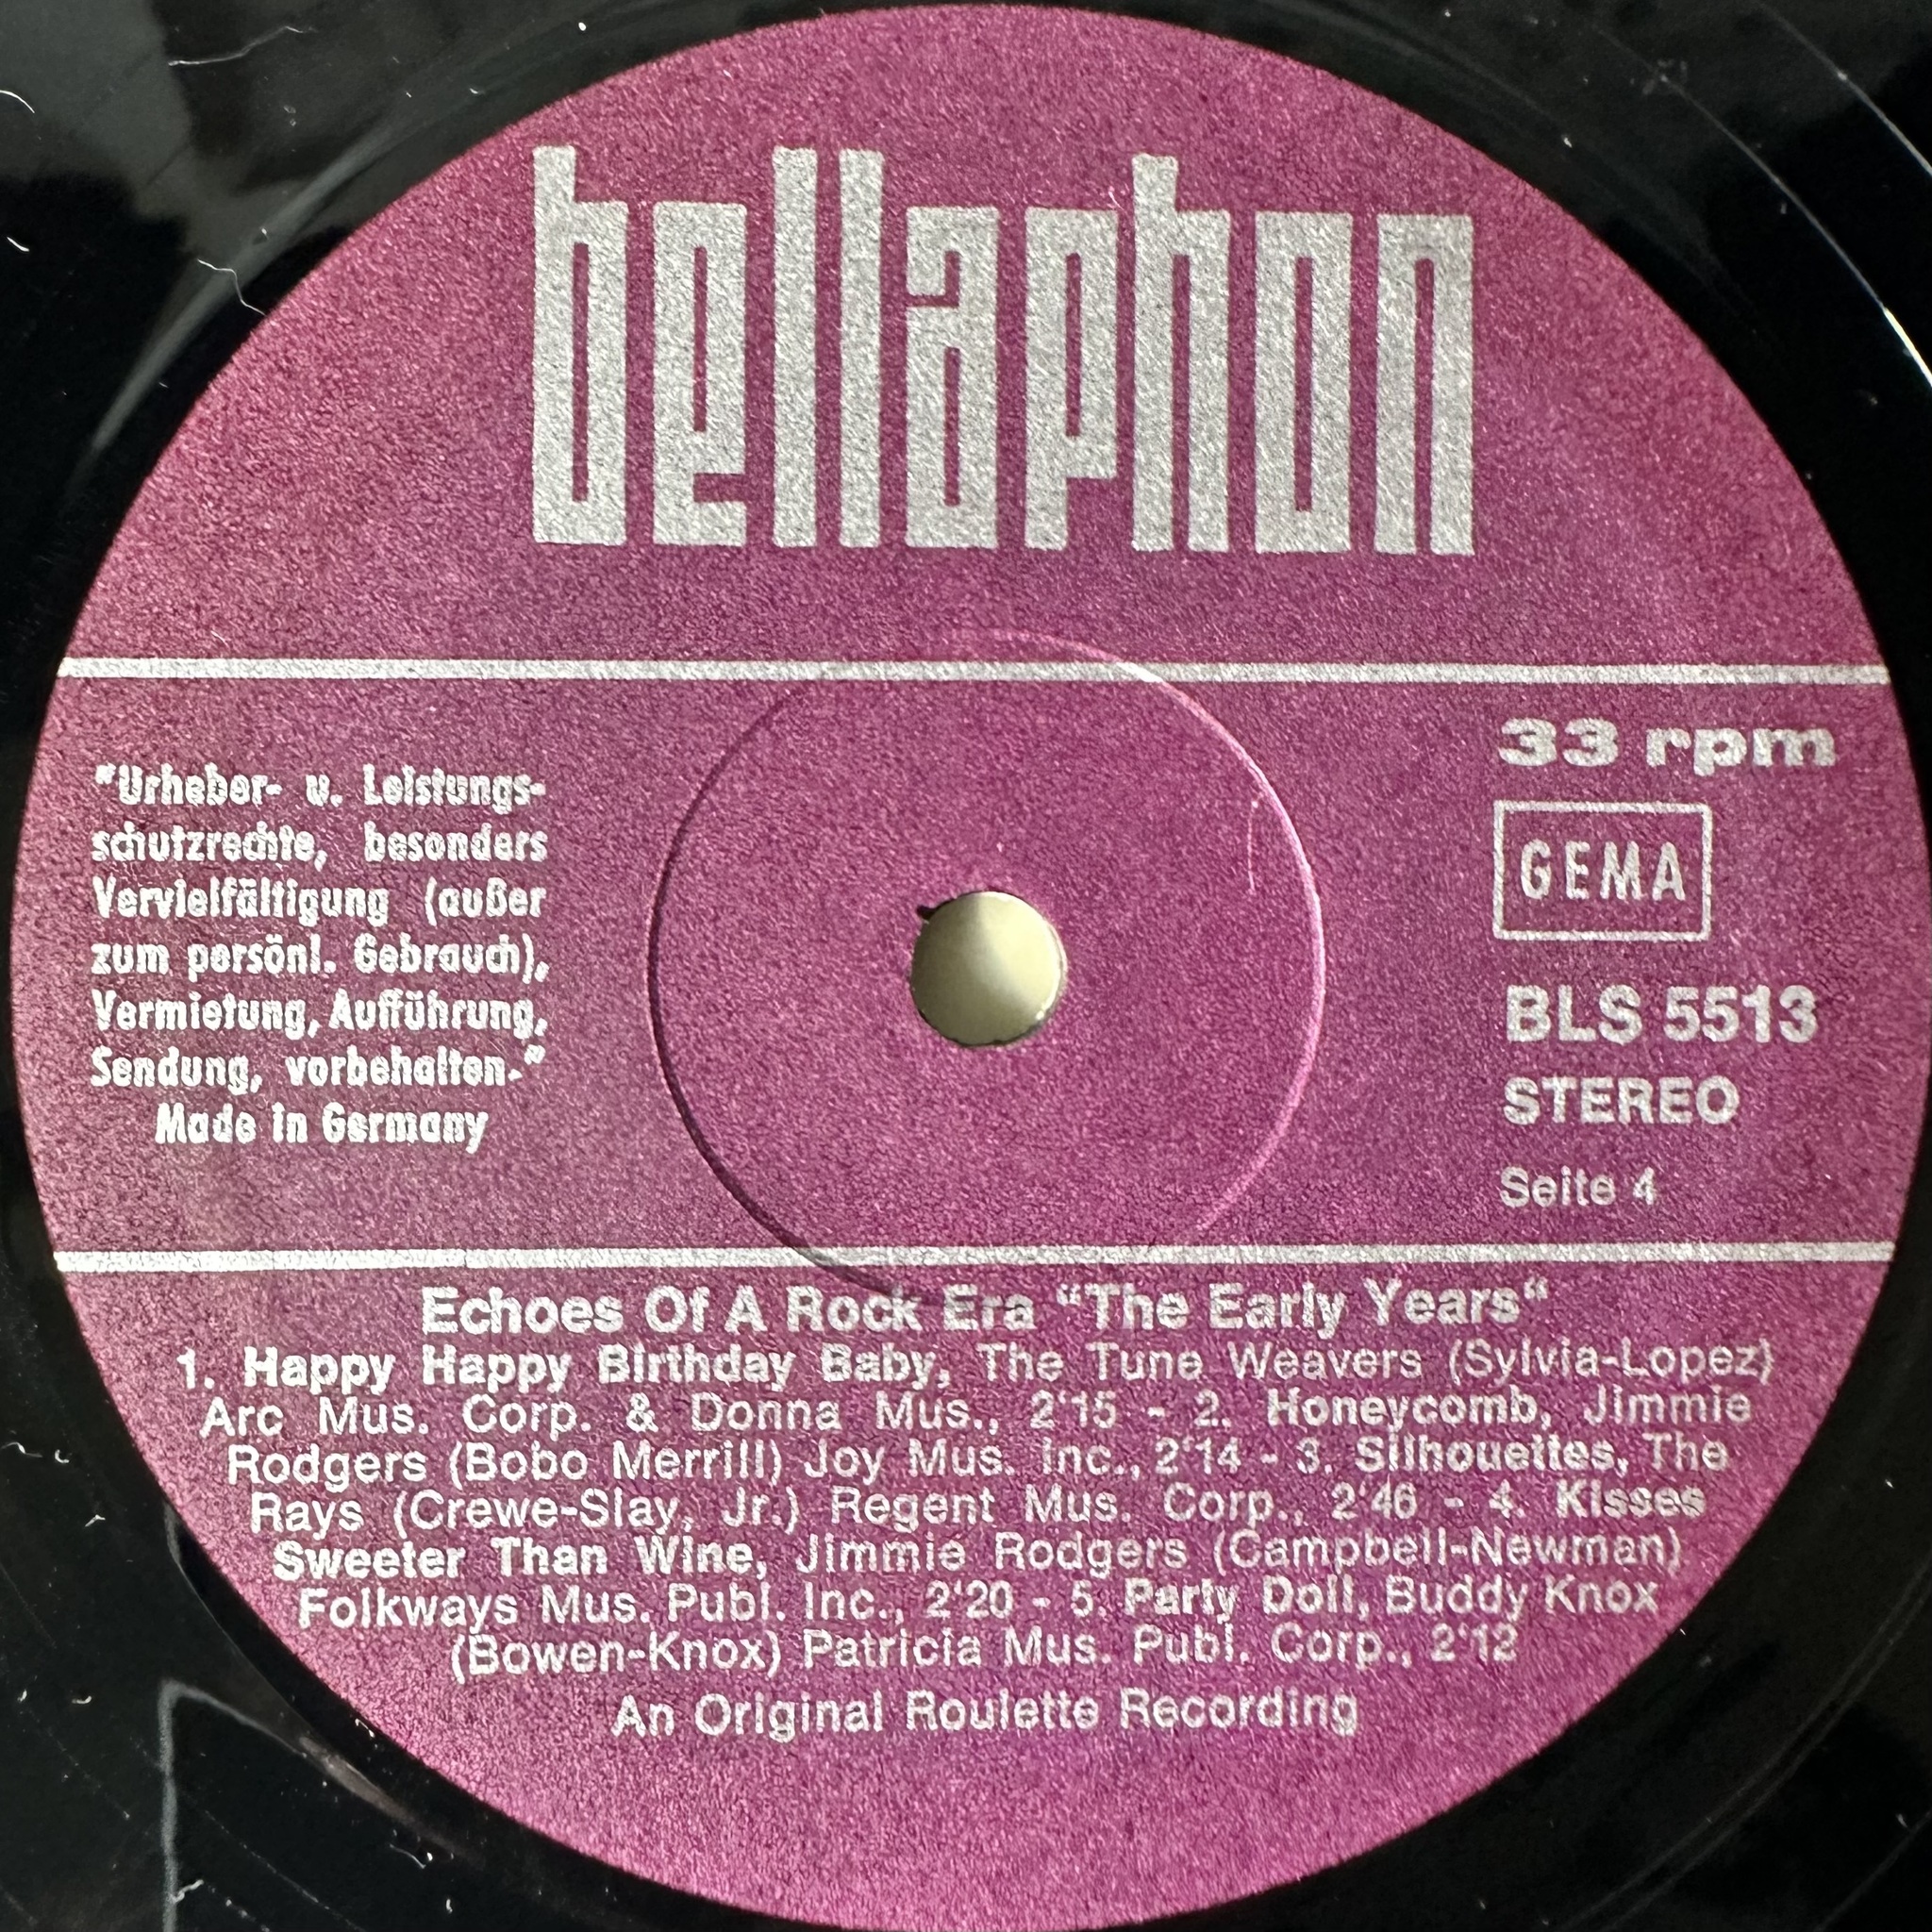 bellaphon
"Urheber- u. Leistungs-
schutzrechte, besonders
Vervielfältigung (außer
zum persönl. Gebrauch),
Vermietung, Aufführung,
Sendung, vorbehalten."
Made in Germany
33 rpm
GEMA
BLS 5513
STEREO
Seite 4
Echoes Of A Rock Era “The Early Years“
1. Happy Happy Birthday Baby, The Tune Weavers (Sylvia-Lopez)
Arc Mus. Corp. & Donna Mus., 2‘15 - 2. Honeycomb, Jimmie
Rodgers (Bobo Merrill) Joy Mus. Inc., 2‘14 - 3. Silhouettes, The
Rays (Crewe-Slay, Jr.) Regent Mus. Corp., 2‘46 - 4. Kisses
Sweeter Than Wine, Jimmie Rodgers (Campbell-Newman)
Folkways Mus. Publ. Inc., 2‘20 - 5. Party Doll, Buddy Knox
(Bowen-Knox) Patricia Mus. Publ. Corp., 2‘12
An Original Roulette Recording